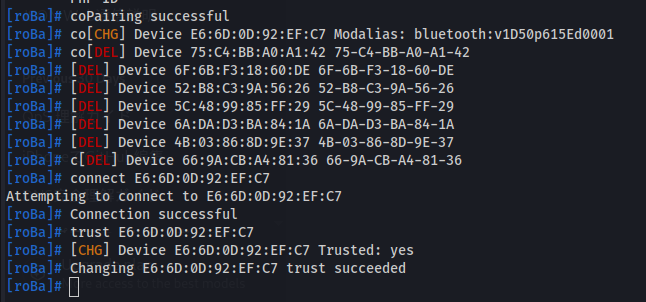 [roBa]# coPairing successful
[roBa]# co[CHG] Device E6:6D:0D:92:EF:C7 Modalias: bluetooth:v1D50p615Ed0001
[roBa]# co[DEL] Device 75:C4:BB:A0:A1:42 75-C4-BB-A0-A1-42
[roBa]# [DEL] Device 6F:6B:F3:18:60:DE 6F-6B-F3-18-60-DE
[roBa]# [DEL] Device 52:B8:C3:9A:56:26 52-B8-C3-9A-56-26
[roBa]# [DEL] Device 5C:48:99:85:FF:29 5C-48-99-85-FF-29
[roBa]# [DEL] Device 6A:DA:D3:BA:84:1A 6A-DA-D3-BA-84-1A
[roBa]# [DEL] Device 4B:03:86:8D:9E:37 4B-03-86-8D-9E-37
[roBa]# c[DEL] Device 66:9A:CB:A4:81:36 66-9A-CB-A4-81-36
[roBa]# connect E6:6D:0D:92:EF:C7
Attempting to connect to E6:6D:0D:92:EF:C7
[roBa]# Connection successful
[roBa]# trust E6:6D:0D:92:EF:C7
[roBa]# [CHG] Device E6:6D:0D:92:EF:C7 Trusted: yes
[roBa]# Changing E6:6D:0D:92:EF:C7 trust succeeded
[roBa]#